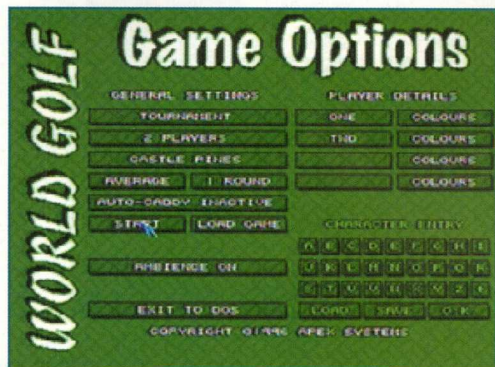 WORLD GOLF
Game Options
GENERAL SETTINGS
TOURNAMENT
2 PLAYERS
CASTLE PINES
AVERAGE 1 ROUND
AUTO-CADDY INACTIVE
START LOAD GAME
AMBIENCE ON
EXIT TO DOS
PLAYER DETAILS
ONE COLOURS
TWO COLOURS
COLOURS
COLOURS
CHARACTER ENTRY
A B C D E F G H I
J K L M N O P Q R
S T U V W X Y Z
LOAD SAVE O.K
COPYRIGHT ©1996 APEX SYSTEMS